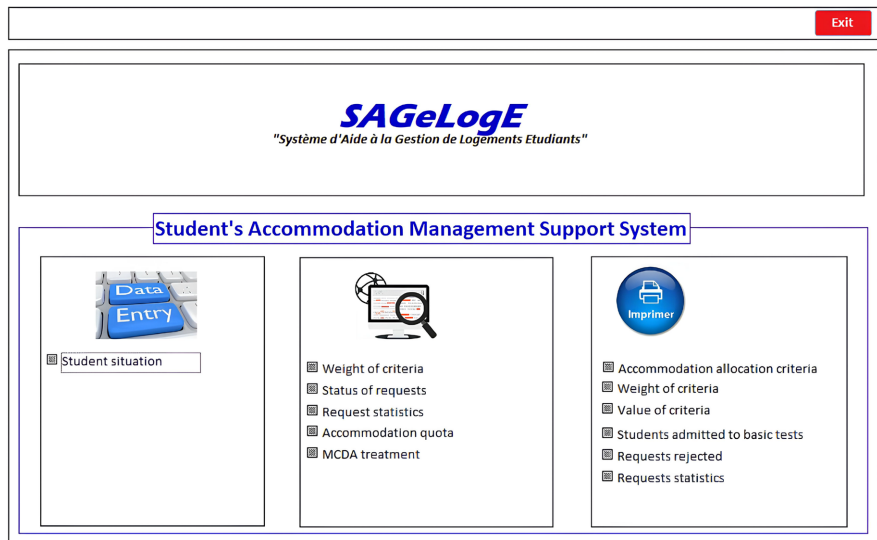 Exit
SAGeLogE
"Système d'Aide à la Gestion de Logements Etudiants"
Student's Accommodation Management Support System
Data
Entry
Student situation
Weight of criteria
Status of requests
Request statistics
Accommodation quota
MCDA treatment
Imprimer
Accommodation allocation criteria
Weight of criteria
Value of criteria
Students admitted to basic tests
Requests rejected
Requests statistics